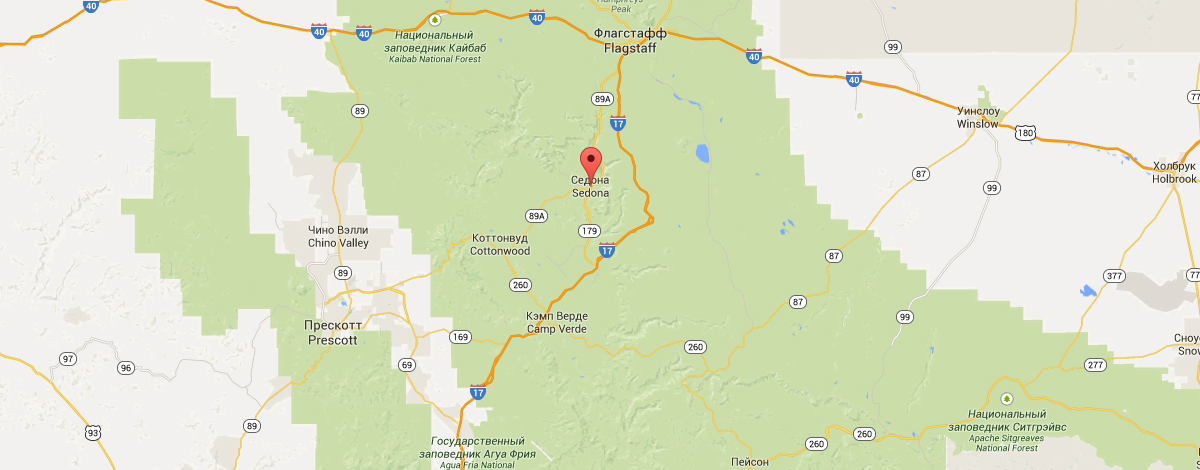 Humphreys
Peak
40
40
40
40
Национальный
заповедник Кайбаб
Kaibab National Forest
Флагстафф
Flagstaff
99
40
40
77
89A
89
17
Уинслоу
Winslow
180
Седона
Sedona
Холбрук
Holbrook
87
99
89A
Чино Вэлли
Chino Valley
179
Коттонвуд
Cottonwood
17
87
89
260
377
77
87
Прескотт
Prescott
Кэмп Верде
Camp Verde
99
169
260
Сноу
Snow
97
96
69
277
17
89
93
Национальный
заповедник Ситгрэйвс
Apache Sitgreaves
National Forest
260
260
Государственный
заповедник Агуа Фрия
Agua Fria National
Пейсон